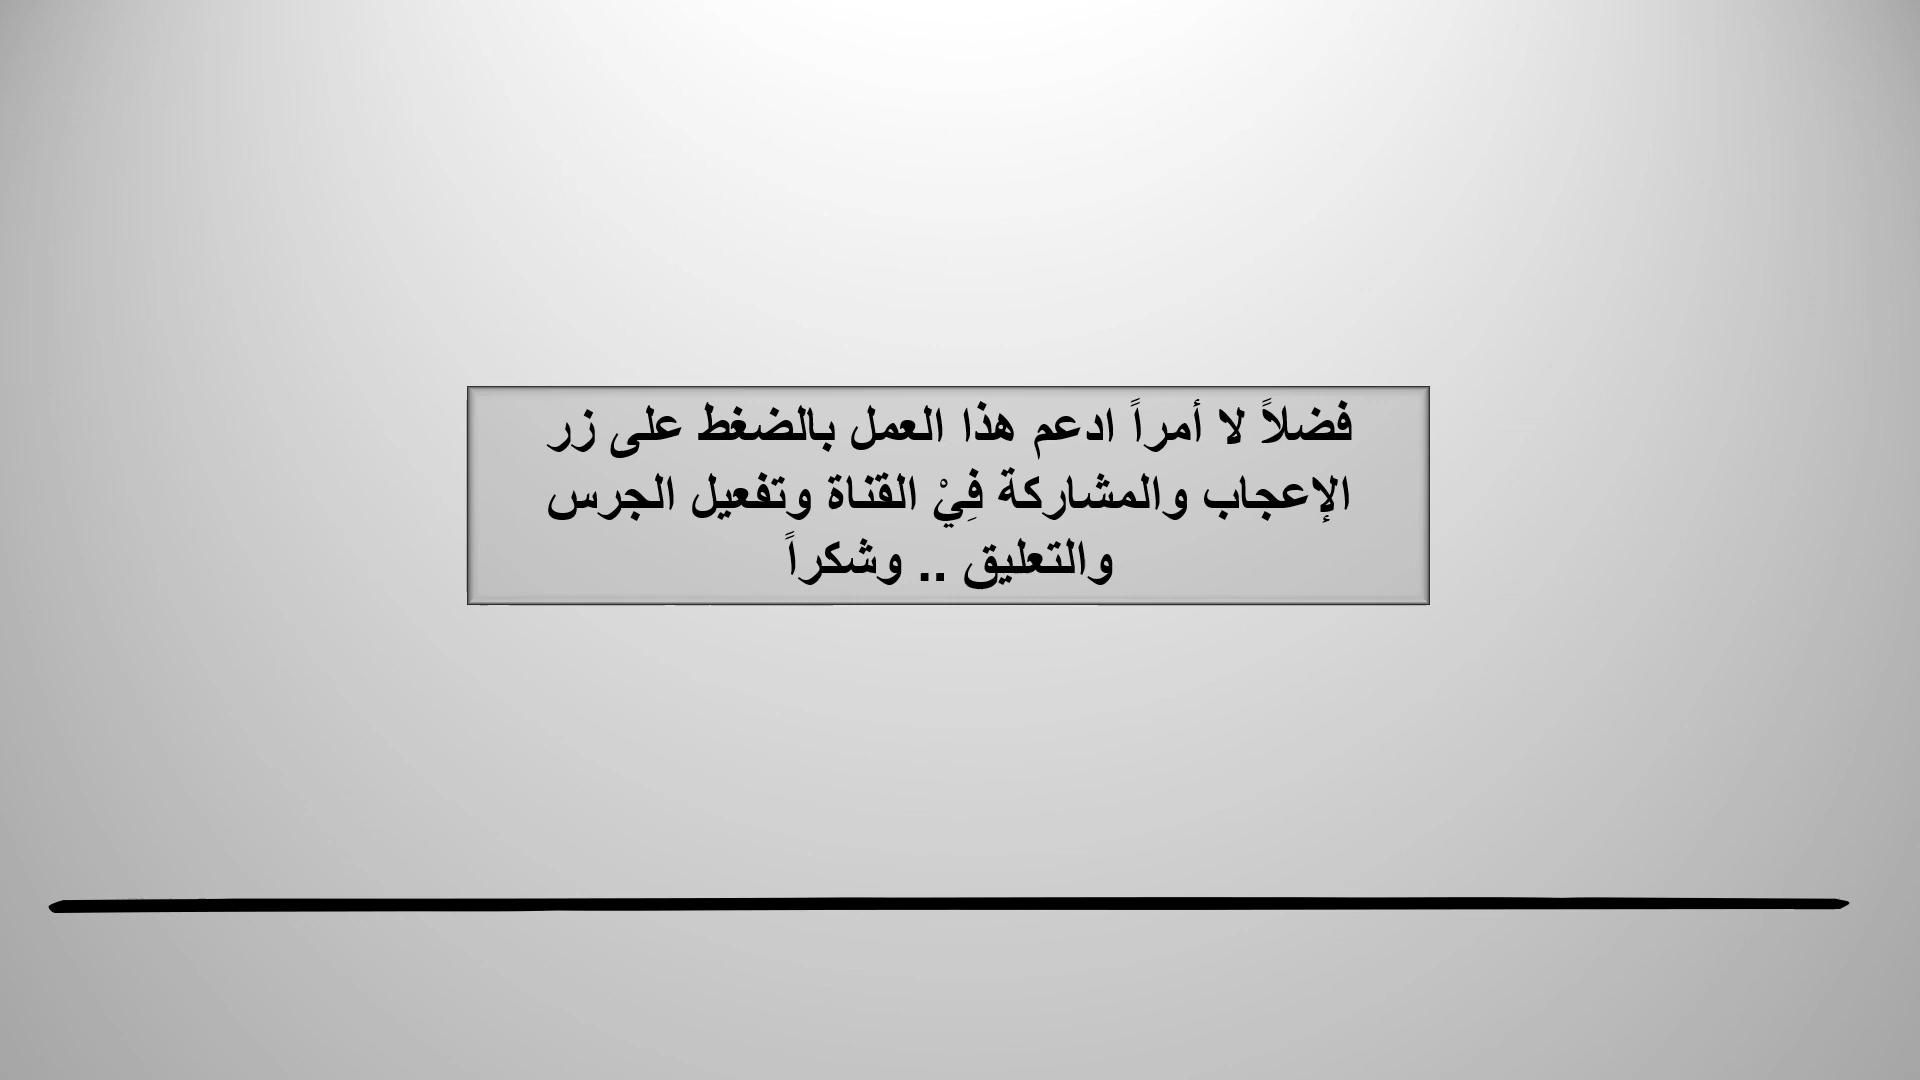 فضلاً لا أمراً ادعم هذا العمل بالضغط على زر
الإعجاب والمشاركة فِيْ القناة وتفعيل الجرس
والتعليق .. وشكراً